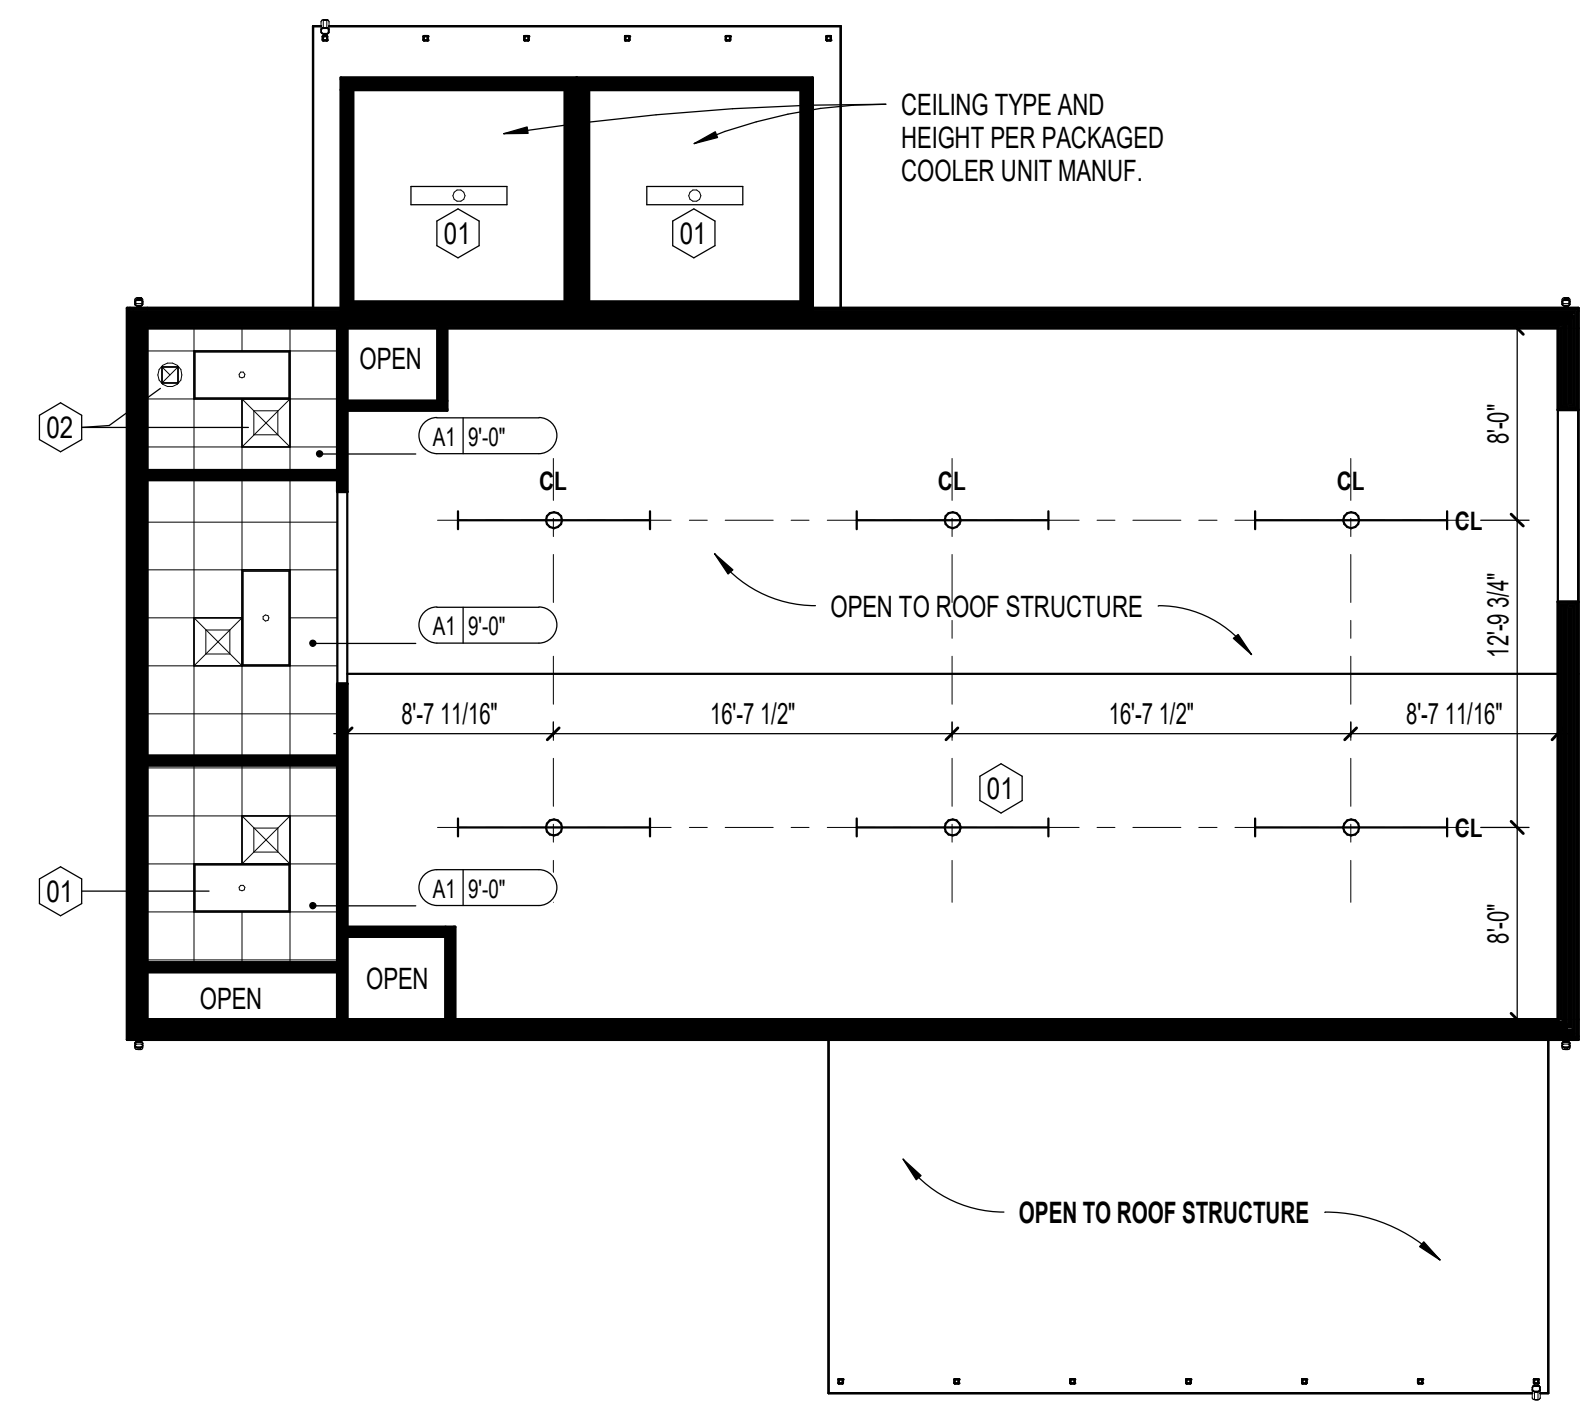 CEILING TYPE AND
HEIGHT PER PACKAGED
COOLER UNIT MANUF.
01
01
OPEN
02
A1 9'-0"
8'-0"
CL
CL
CL
CL
OPEN TO ROOF STRUCTURE
12'-9 3/4"
A1 9'-0"
8'-7 11/16"
16'-7 1/2"
16'-7 1/2"
8'-7 11/16"
01
CL
01
A1 9'-0"
8'-0"
OPEN
OPEN
OPEN TO ROOF STRUCTURE